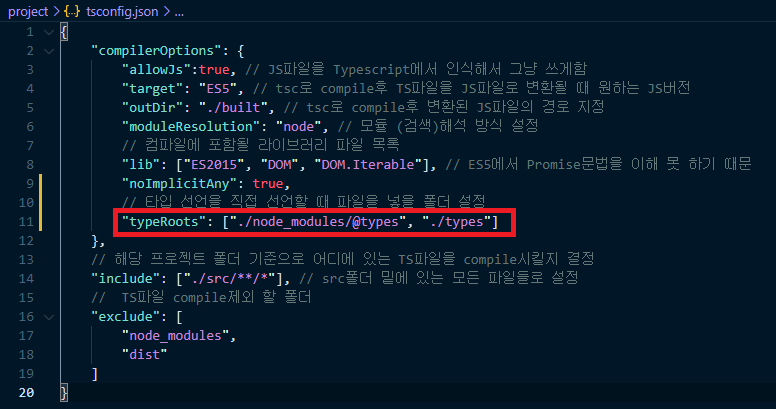 project > {..} tsconfig.json > ...
1 {
2 "compilerOptions": {
3 "allowJs":true, // JS파일을 Typescript에서 인식해서 그냥 쓰게함
4 "target": "ES5", // tsc로 compile후 TS파일을 JS파일로 변환될 때 원하는 JS버전
5 "outDir": "./built", // tsc로 compile후 변환된 JS파일의 경로 지정
6 "moduleResolution": "node", // 모듈 (검색)해석 방식 설정
7 // 컴파일에 포함될 라이브러리 파일 목록
8 "lib": ["ES2015", "DOM", "DOM.Iterable"], // ES5에서 Promise문법을 이해 못 하기 때문
9 "noImplicitAny": true,
10 // 타입 선언을 직접 선언할 때 파일을 넣을 폴더 설정
11 "typeRoots": ["./node_modules/@types", "./types"]
12 },
13 // 해당 프로젝트 폴더 기준으로 어디에 있는 TS파일을 compile시킬지 결정
14 "include": ["./src/**/*"], // src폴더 밑에 있는 모든 파일들로 설정
15 // TS파일 compile제외 할 폴더
16 "exclude": [
17 "node_modules",
18 "dist"
19 ]
20 }